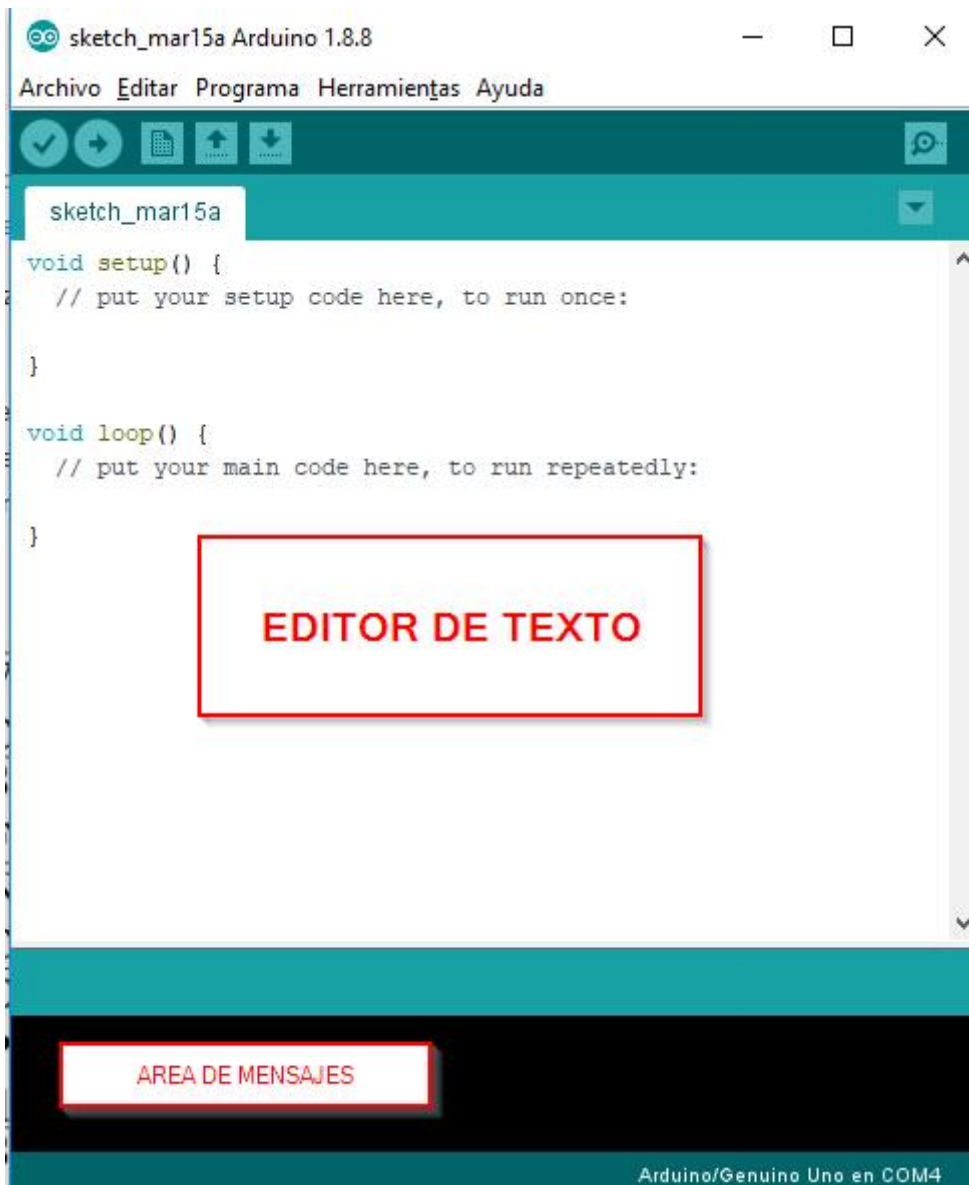 sketch_mar15a Arduino 1.8.8
Archivo Editar Programa Herramientas Ayuda
sketch_mar15a
void setup() {
  // put your setup code here, to run once:
}
void loop() {
  // put your main code here, to run repeatedly:
}
EDITOR DE TEXTO
AREA DE MENSAJES
Arduino/Genuino Uno en COM4